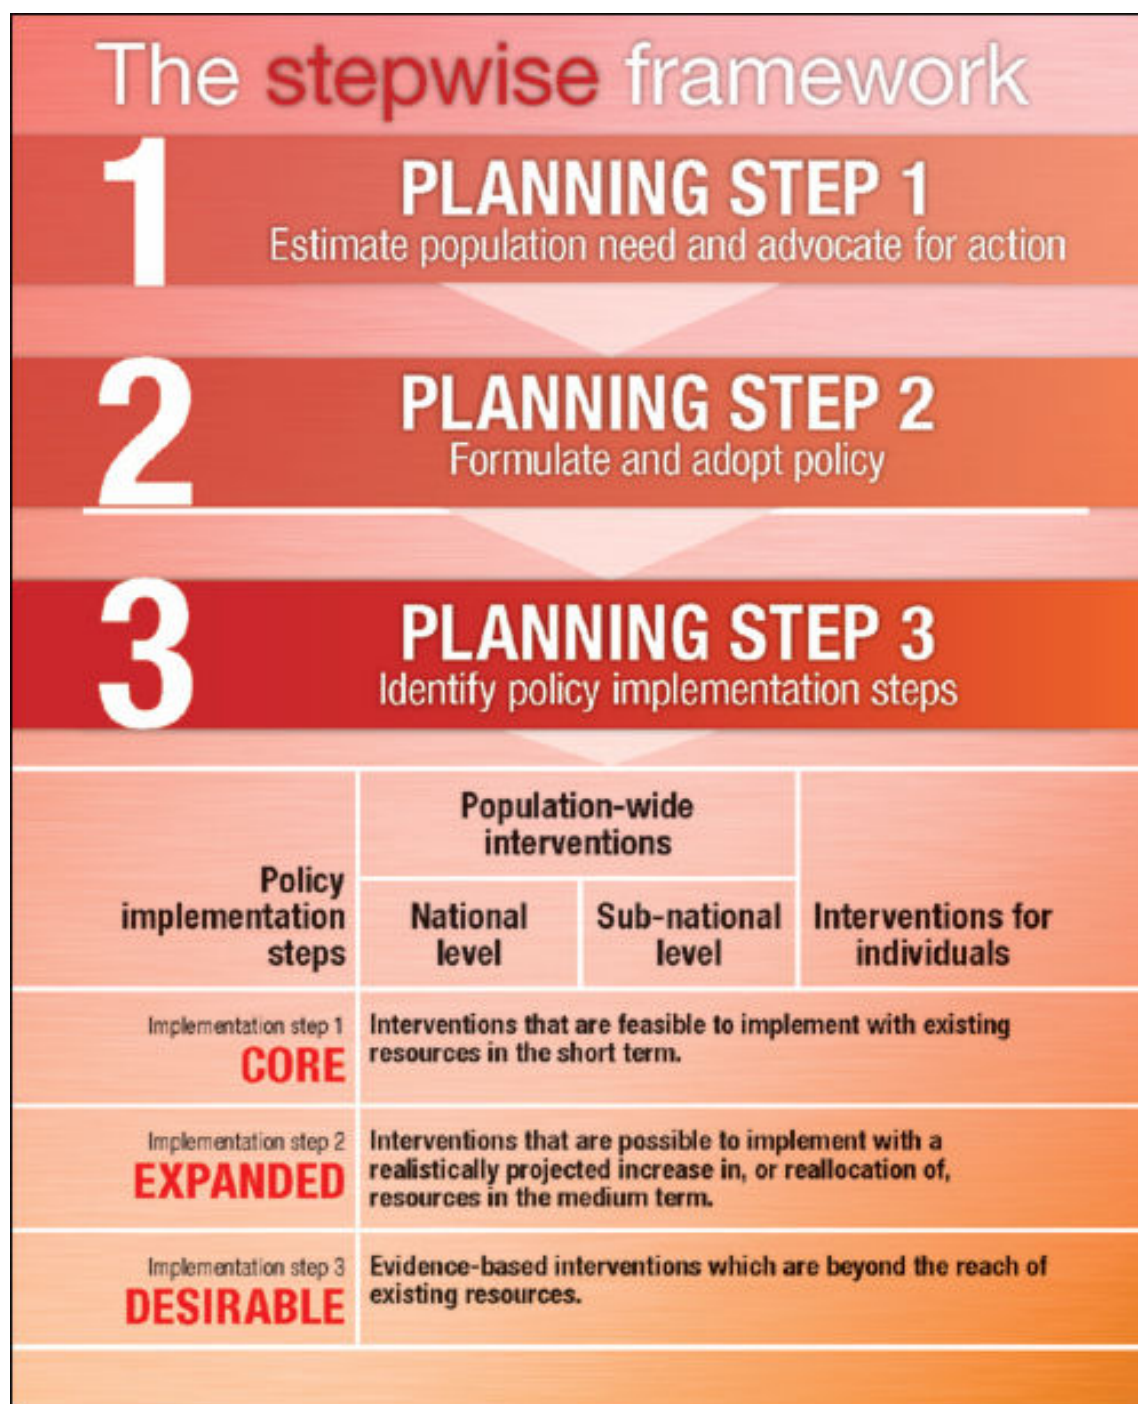 The stepwise framework
1
PLANNING STEP 1
Estimate population need and advocate for action
2
PLANNING STEP 2
Formulate and adopt policy
3
PLANNING STEP 3
Identify policy implementation steps
Policy
implementation
steps
Population-wide
interventions
National
level
Sub-national
level
Interventions for
individuals
Implementation step 1
CORE
Interventions that are feasible to implement with existing
resources in the short term.
Implementation step 2
EXPANDED
Interventions that are possible to implement with a
realistically projected increase in, or reallocation of,
resources in the medium term.
Implementation step 3
DESIRABLE
Evidence-based interventions which are beyond the reach of
existing resources.